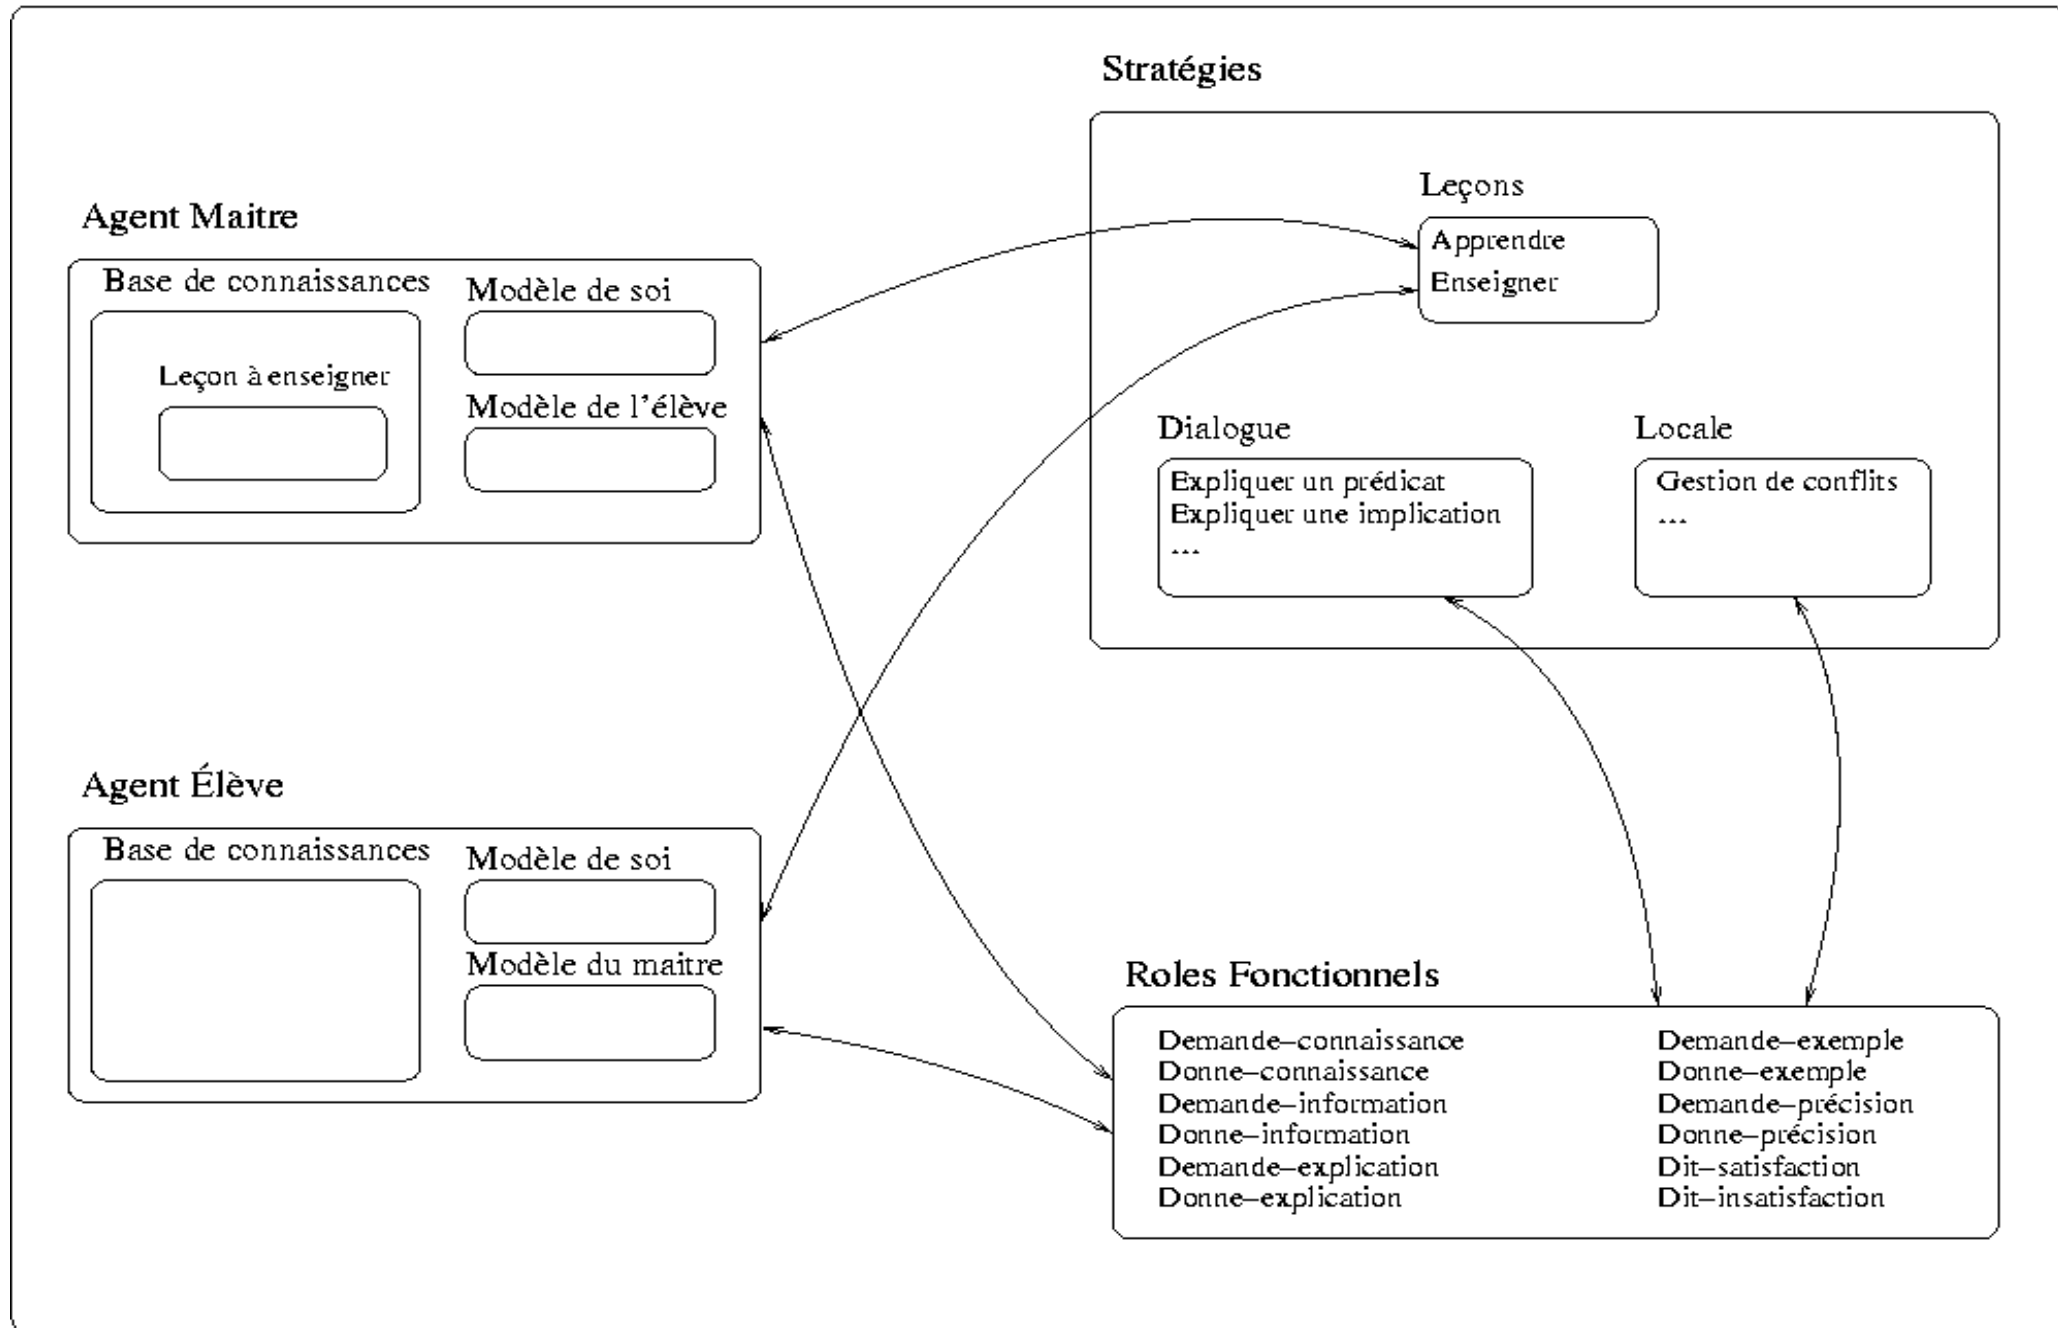 Stratégies
Leçons
Apprendre
Enseigner
Dialogue
Expliquer un prédicat
Expliquer une implication
...
Locale
Gestion de conflits
...
Agent Maitre
Base de connaissances
Leçon à enseigner
Modèle de soi
Modèle de l'élève
Agent Élève
Base de connaissances
Modèle de soi
Modèle du maitre
Roles Fonctionnels
Demande–connaissance
Donne–connaissance
Demande–information
Donne–information
Demande–explication
Donne–explication
Demande–exemple
Donne–exemple
Demande–précision
Donne–précision
Dit–satisfaction
Dit–insatisfaction